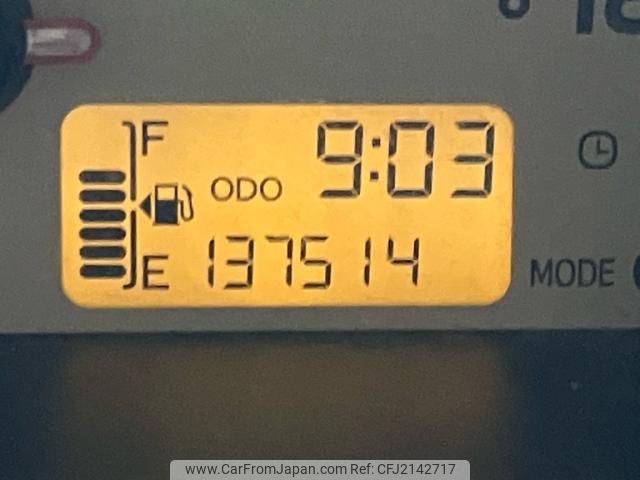 F 9:03
ODO
E 137514
MODE
www.CarFromJapan.com Ref: CFJ2142717